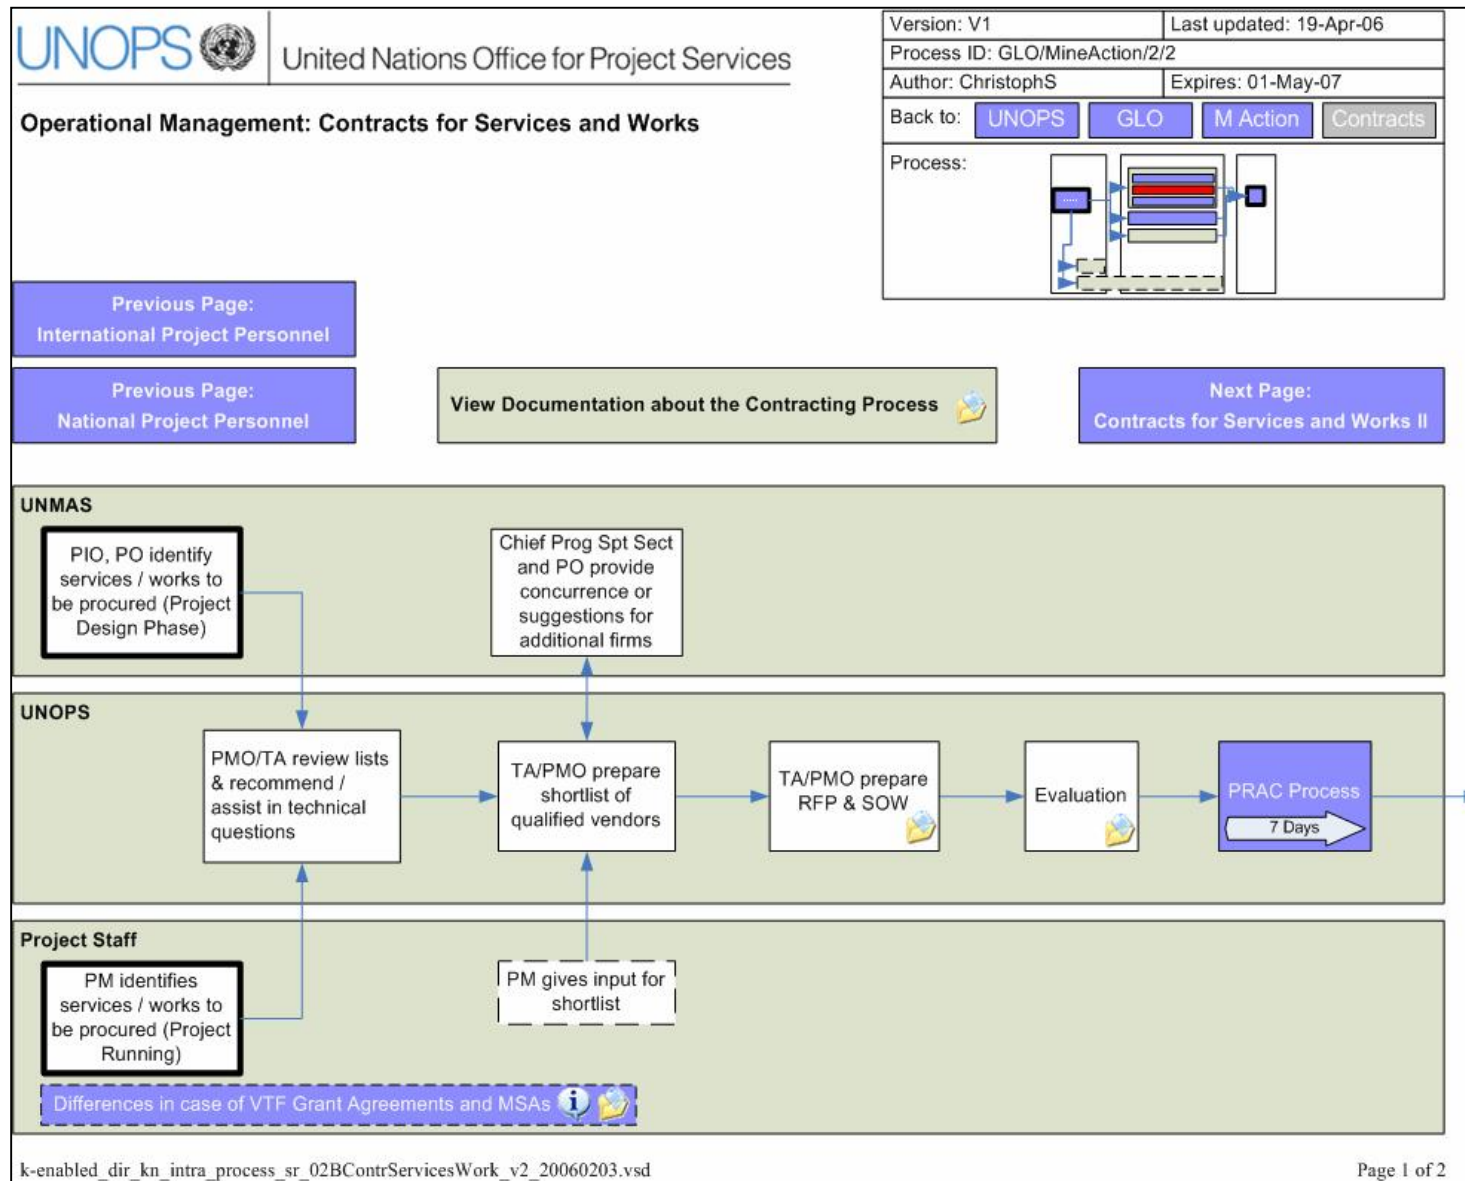 UNOPS
United Nations Office for Project Services
Version: V1
Last updated: 19-Apr-06
Process ID: GLO/MineAction/2/2
Author: ChristophS
Expires: 01-May-07
Back to:
UNOPS
GLO
M Action
Contracts
Process:
.....
Operational Management: Contracts for Services and Works
Previous Page:
International Project Personnel
Previous Page:
National Project Personnel
View Documentation about the Contracting Process
Next Page:
Contracts for Services and Works II
UNMAS
PIO, PO identify
services / works to
be procured (Project
Design Phase)
Chief Prog Spt Sect
and PO provide
concurrence or
suggestions for
additional firms
UNOPS
PMO/TA review lists
& recommend /
assist in technical
questions
TA/PMO prepare
shortlist of
qualified vendors
TA/PMO prepare
RFP & SOW
Evaluation
PRAC Process
7 Days
Project Staff
PM identifies
services / works to
be procured (Project
Running)
PM gives input for
shortlist
Differences in case of VTF Grant Agreements and MSAs
i
k-enabled_dir_kn_intra_process_sr_02BContrServicesWork_v2_20060203.vsd
Page 1 of 2